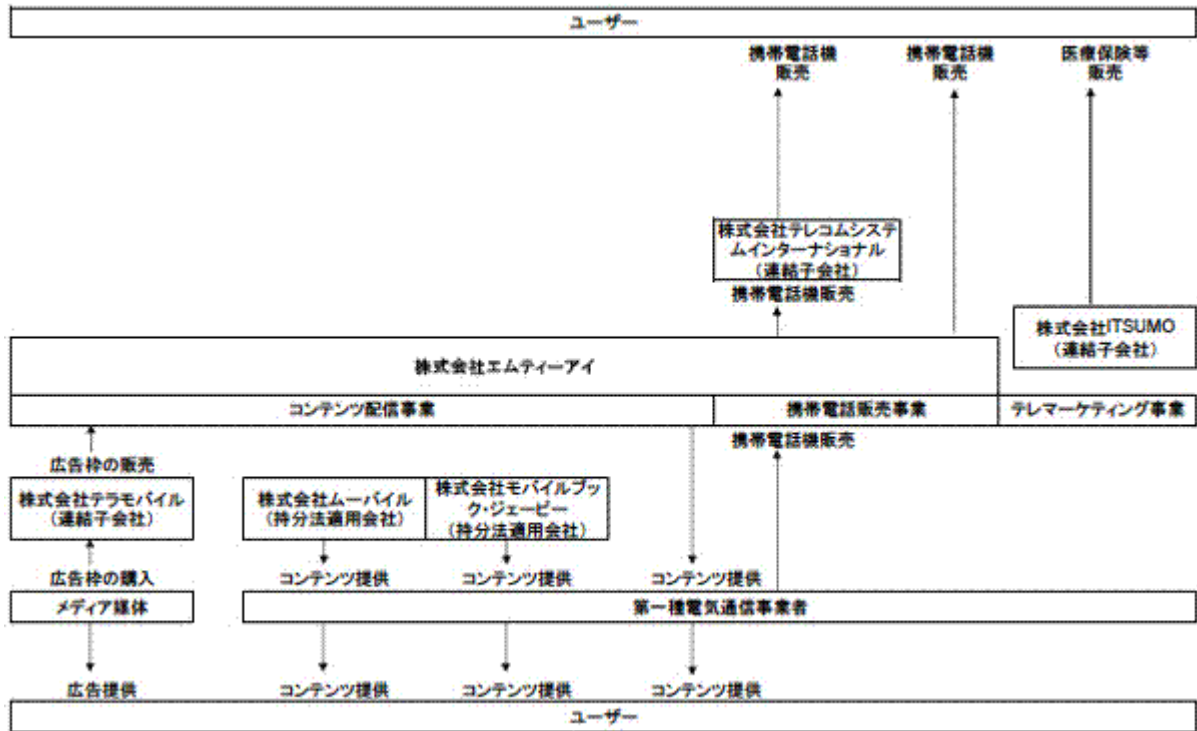 ユーザー
携帯電話機
販売
携帯電話機
販売
医療保険等
販売
株式会社テレコムシステ
ムインターナショナル
（連結子会社）
携帯電話機販売
株式会社ITSUMO
（連結子会社）
株式会社エムティーアイ
コンテンツ配信事業
携帯電話販売事業
テレマーケティング事業
携帯電話機販売
広告枠の販売
株式会社テラモバイル
（連結子会社）
株式会社ムーバイル
（持分法適用会社）
株式会社モバイルブッ
ク・ジェーピー
（持分法適用会社）
広告枠の購入
コンテンツ提供
コンテンツ提供
コンテンツ提供
メディア媒体
第一種電気通信事業者
広告提供
コンテンツ提供
コンテンツ提供
コンテンツ提供
ユーザー